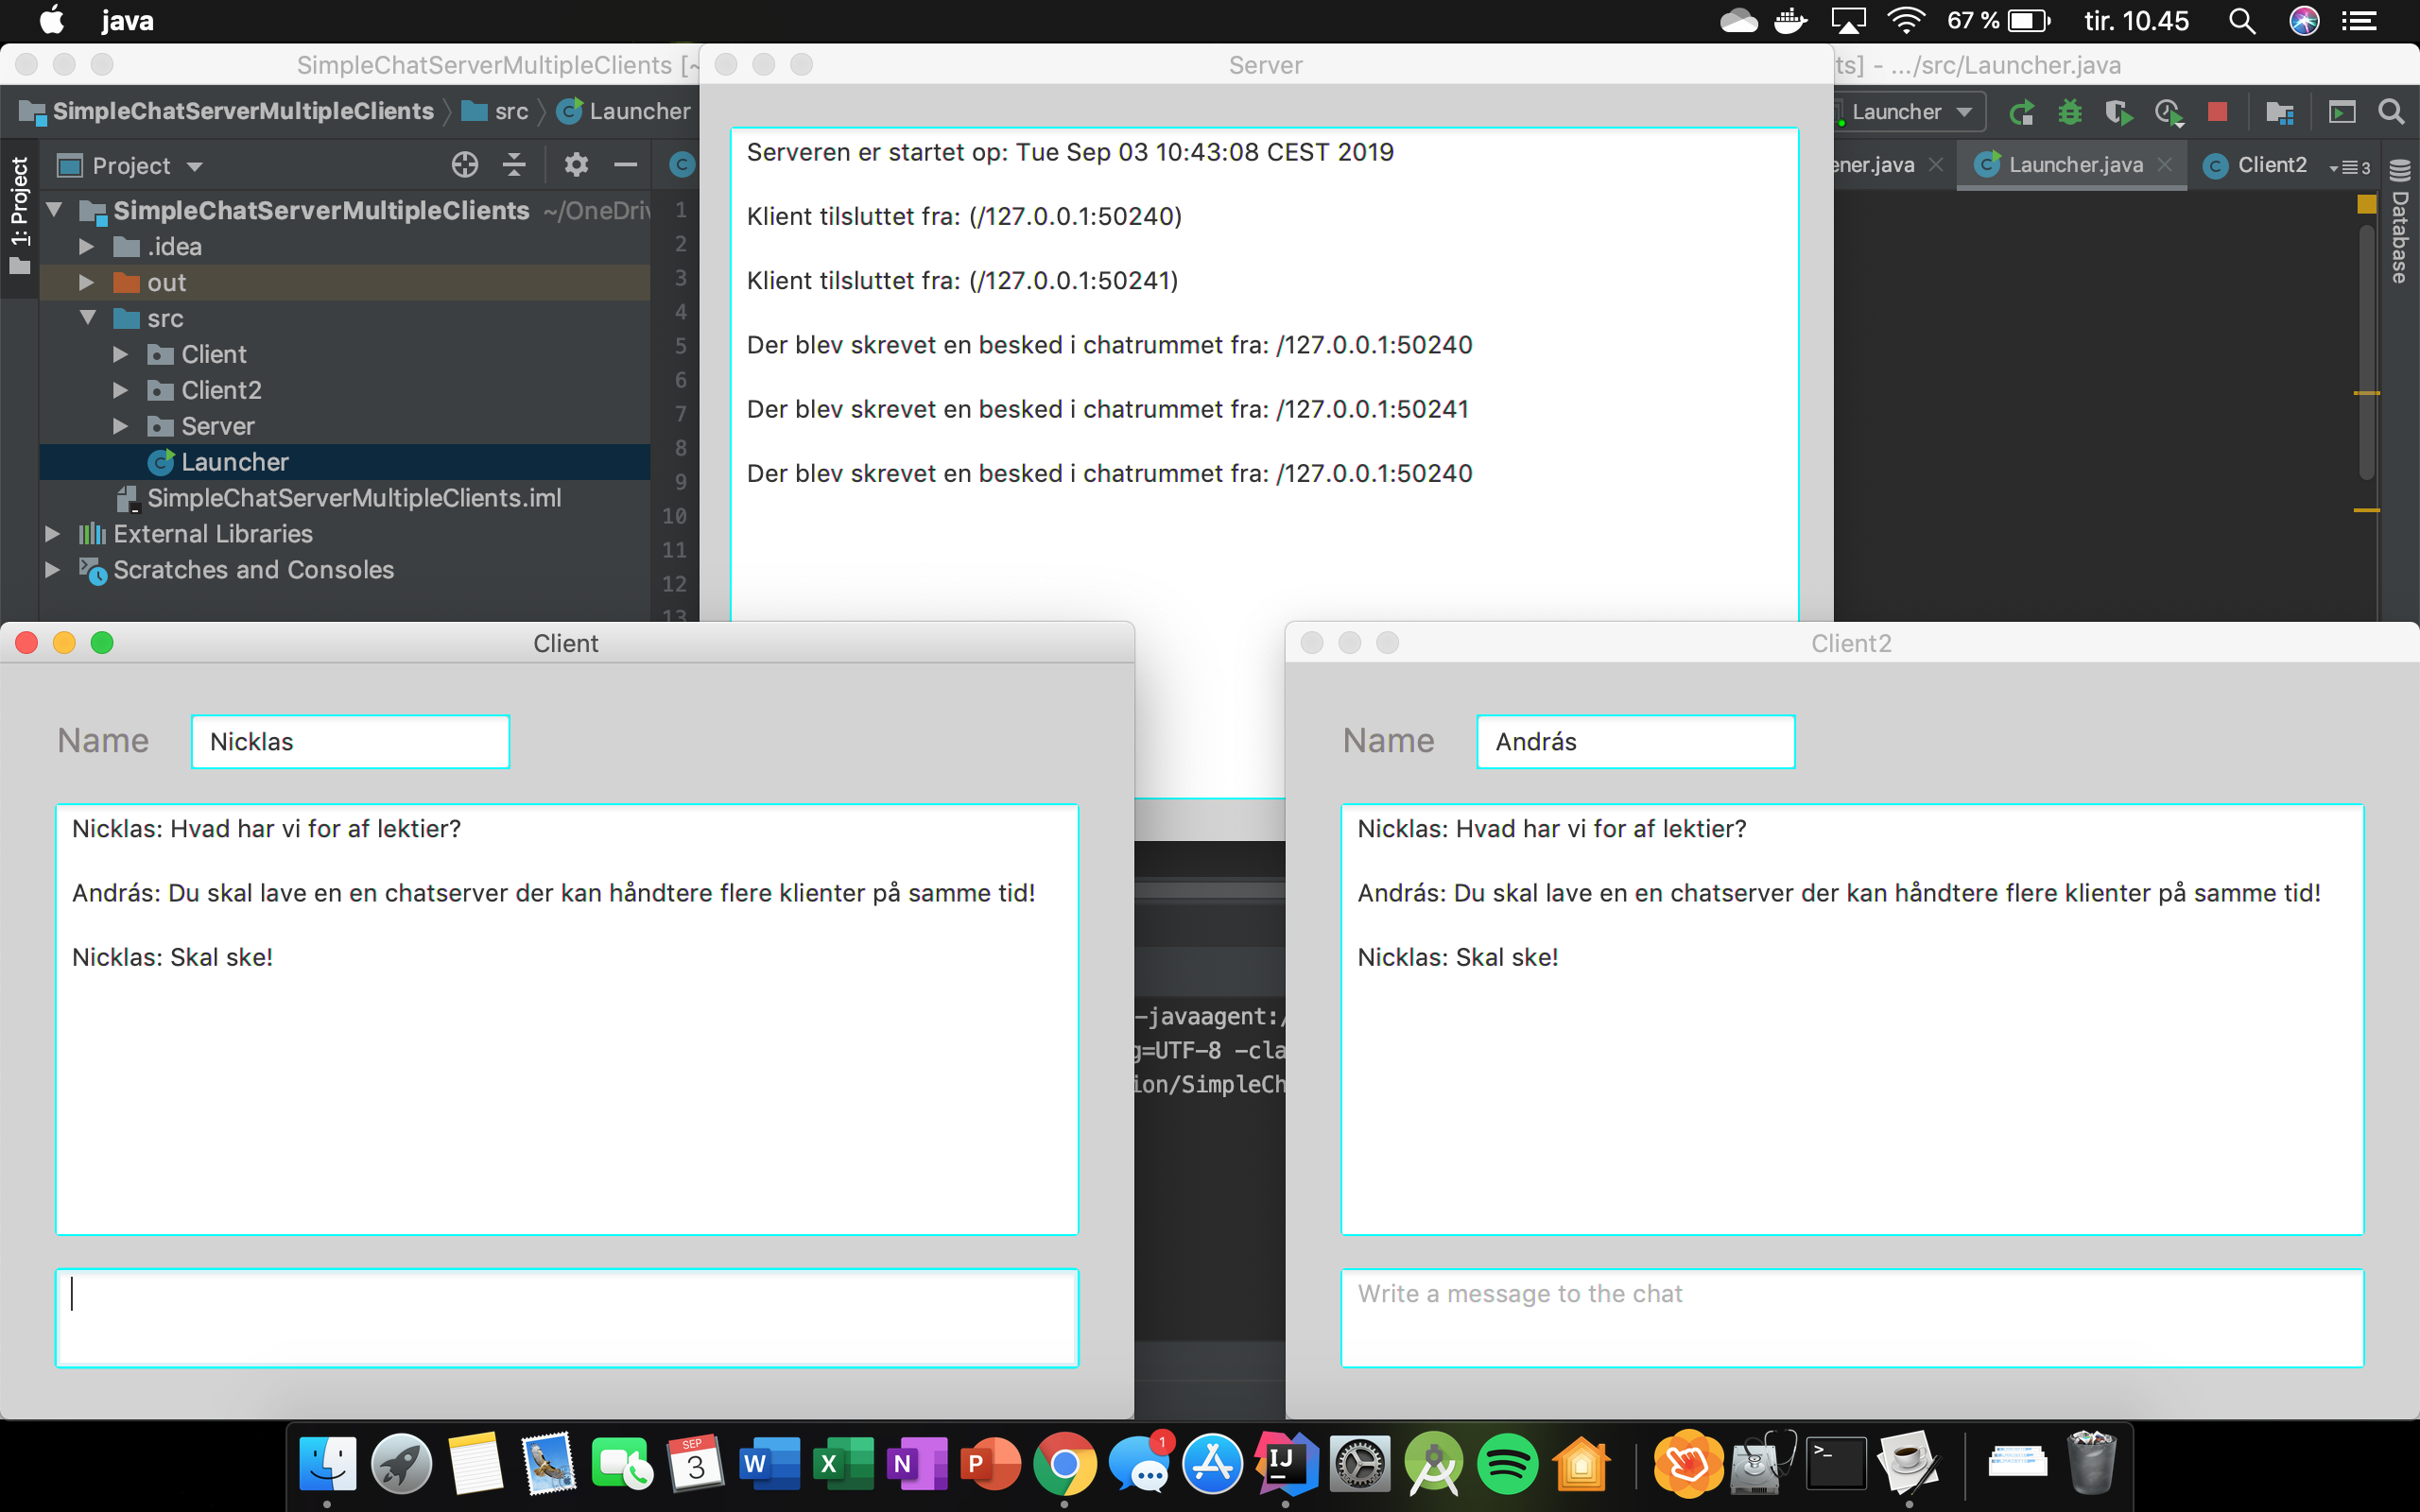 java
67 %
tir. 10.45
SimpleChatServerMultipleClients [~
Server
ts] - .../src/Launcher.java
SimpleChatServerMultipleClients
src
Launcher
Launcher
1: Project
Project
ener.java
Launcher.java
Client2
3
Database
SimpleChatServerMultipleClients ~/OneDri
.idea
out
src
Client
Client2
Server
Launcher
SimpleChatServerMultipleClients.iml
External Libraries
Scratches and Consoles
1
2
3
4
5
6
7
8
9
10
11
12
13
Serveren er startet op: Tue Sep 03 10:43:08 CEST 2019
Klient tilsluttet fra: (/127.0.0.1:50240)
Klient tilsluttet fra: (/127.0.0.1:50241)
Der blev skrevet en besked i chatrummet fra: /127.0.0.1:50240
Der blev skrevet en besked i chatrummet fra: /127.0.0.1:50241
Der blev skrevet en besked i chatrummet fra: /127.0.0.1:50240
Client
Name
Nicklas
Nicklas: Hvad har vi for af lektier?
András: Du skal lave en en chatserver der kan håndtere flere klienter på samme tid!
Nicklas: Skal ske!
-javaagent:/
g=UTF-8 -cla
ion/SimpleCh
Client2
Name
András
Nicklas: Hvad har vi for af lektier?
András: Du skal lave en en chatserver der kan håndtere flere klienter på samme tid!
Nicklas: Skal ske!
Write a message to the chat
SEP
3
W
X
N
P
1
IJ
>_